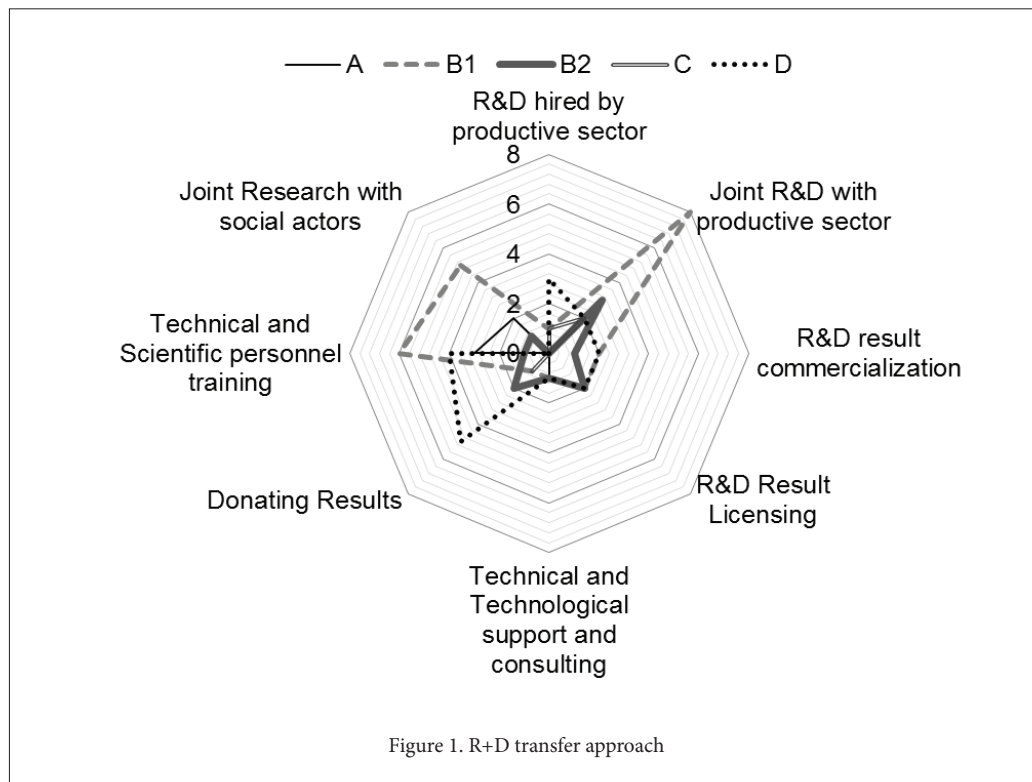 A B1 B2 C D
R&D hired by
productive sector
8
Joint Research with
social actors
Joint R&D with
productive sector
6
4
2
Technical and
Scientific personnel
training
0
R&D result
commercialization
Donating Results
R&D Result
Licensing
Technical and
Technological
support and
consulting
Figure 1. R+D transfer approach